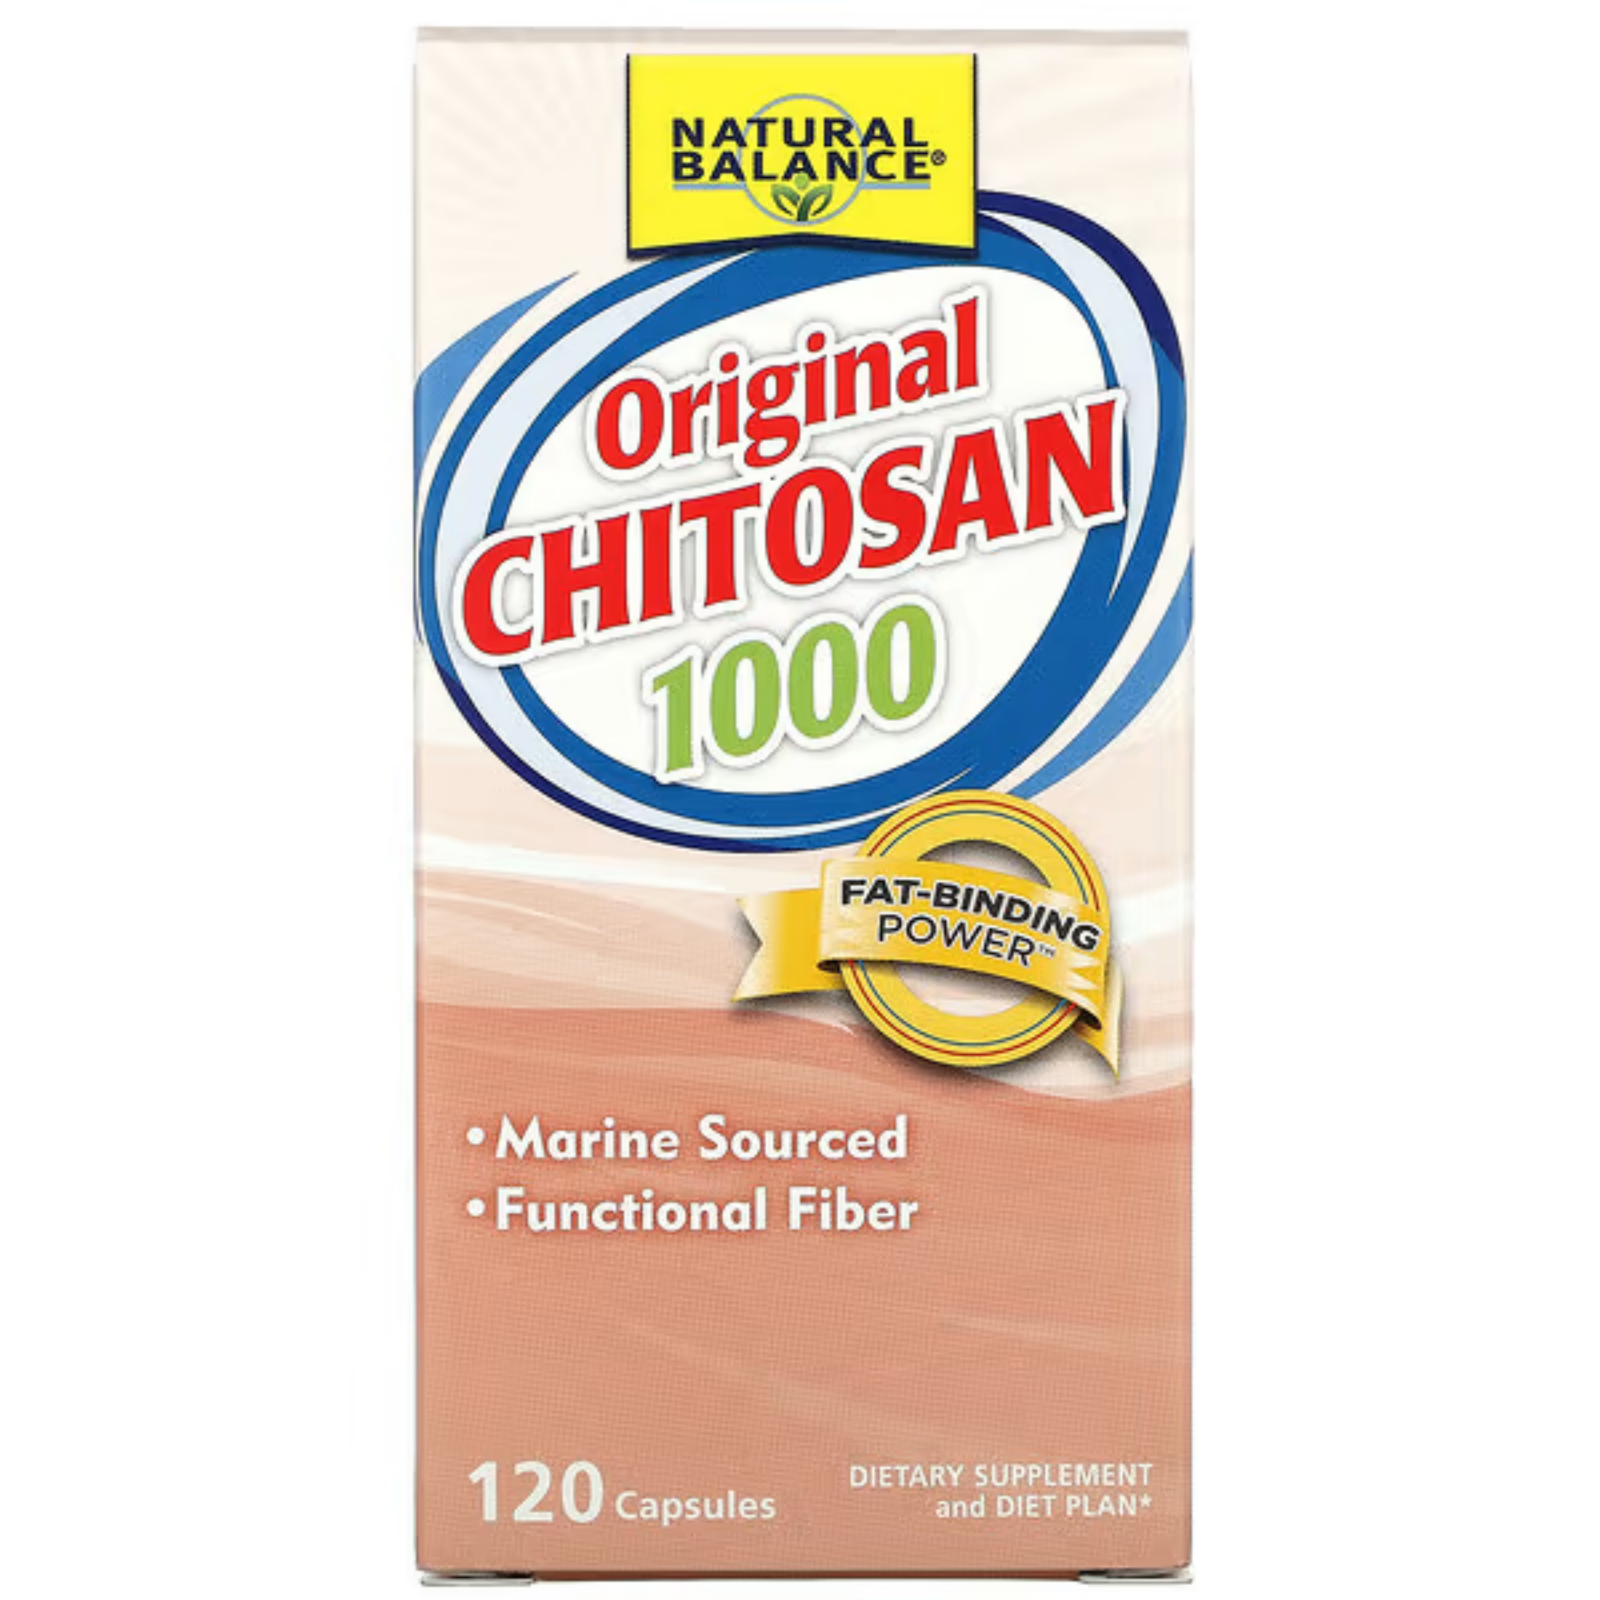 NATURAL
BALANCE®
Original
CHITOSAN
1000
FAT-BINDING
POWER™
•Marine Sourced
•Functional Fiber
120 Capsules
DIETARY SUPPLEMENT
and DIET PLAN*